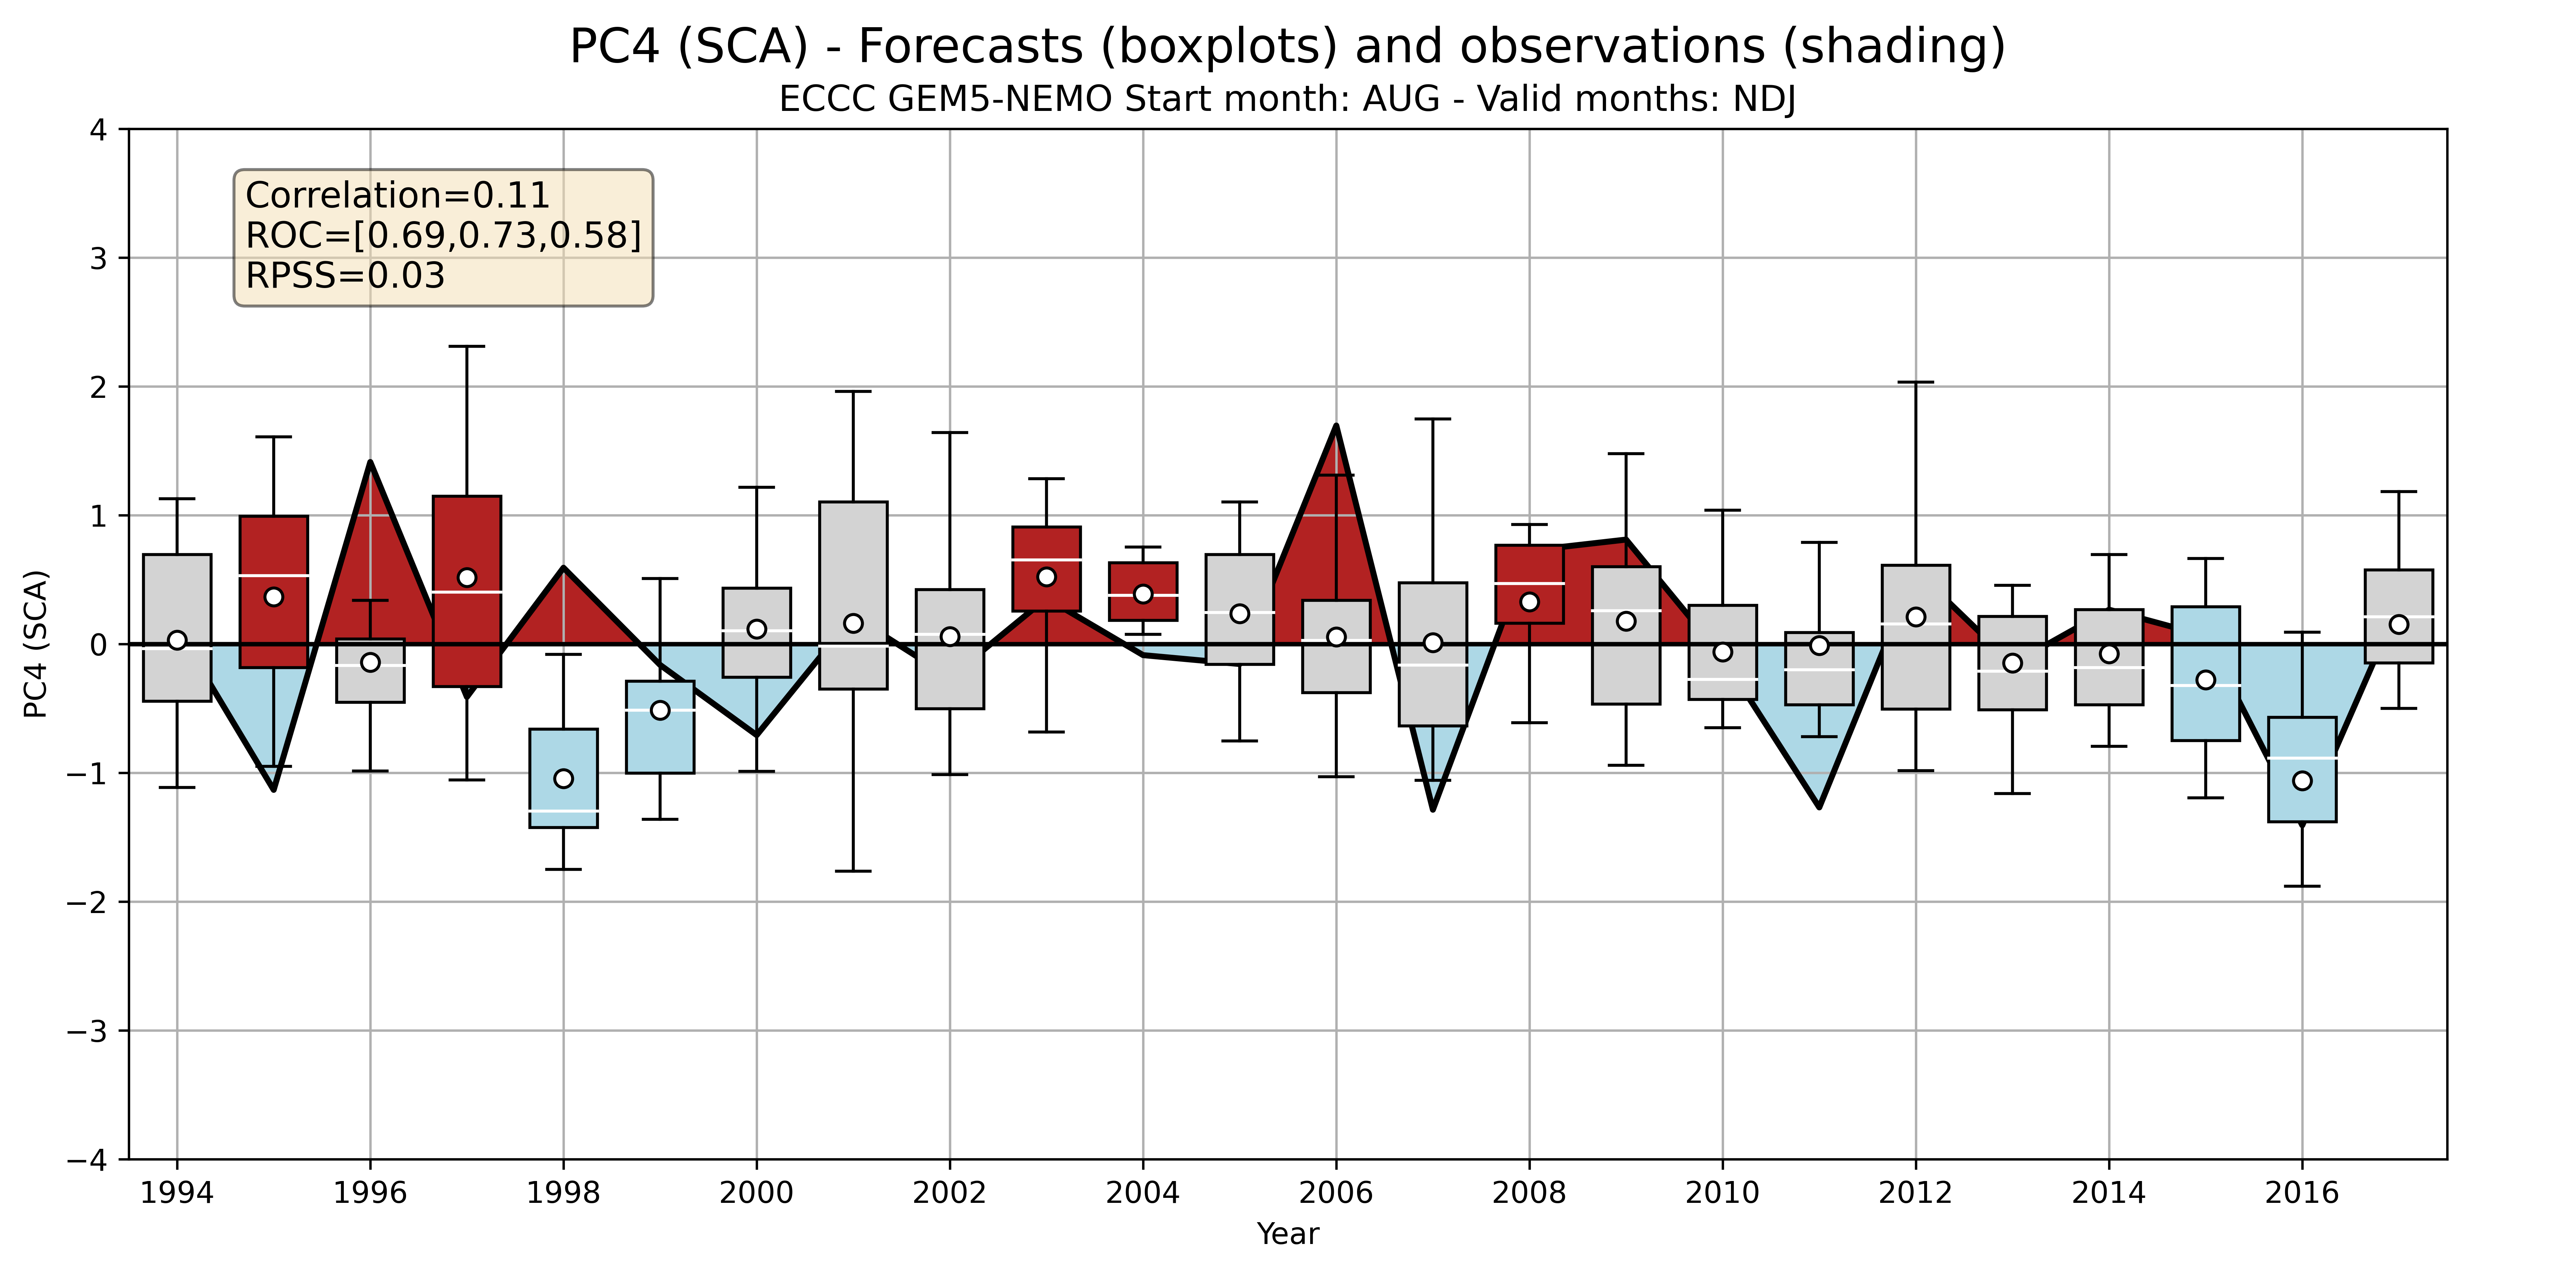 PC4 (SCA) - Forecasts (boxplots) and observations (shading)
ECCC GEM5-NEMO Start month: AUG - Valid months: NDJ
Correlation=0.11
ROC=[0.69,0.73,0.58]
RPSS=0.03
PC4 (SCA)
4
3
2
1
0
−1
−2
−3
−4
1994 1996 1998 2000 2002 2004 2006 2008 2010 2012 2014 2016
Year